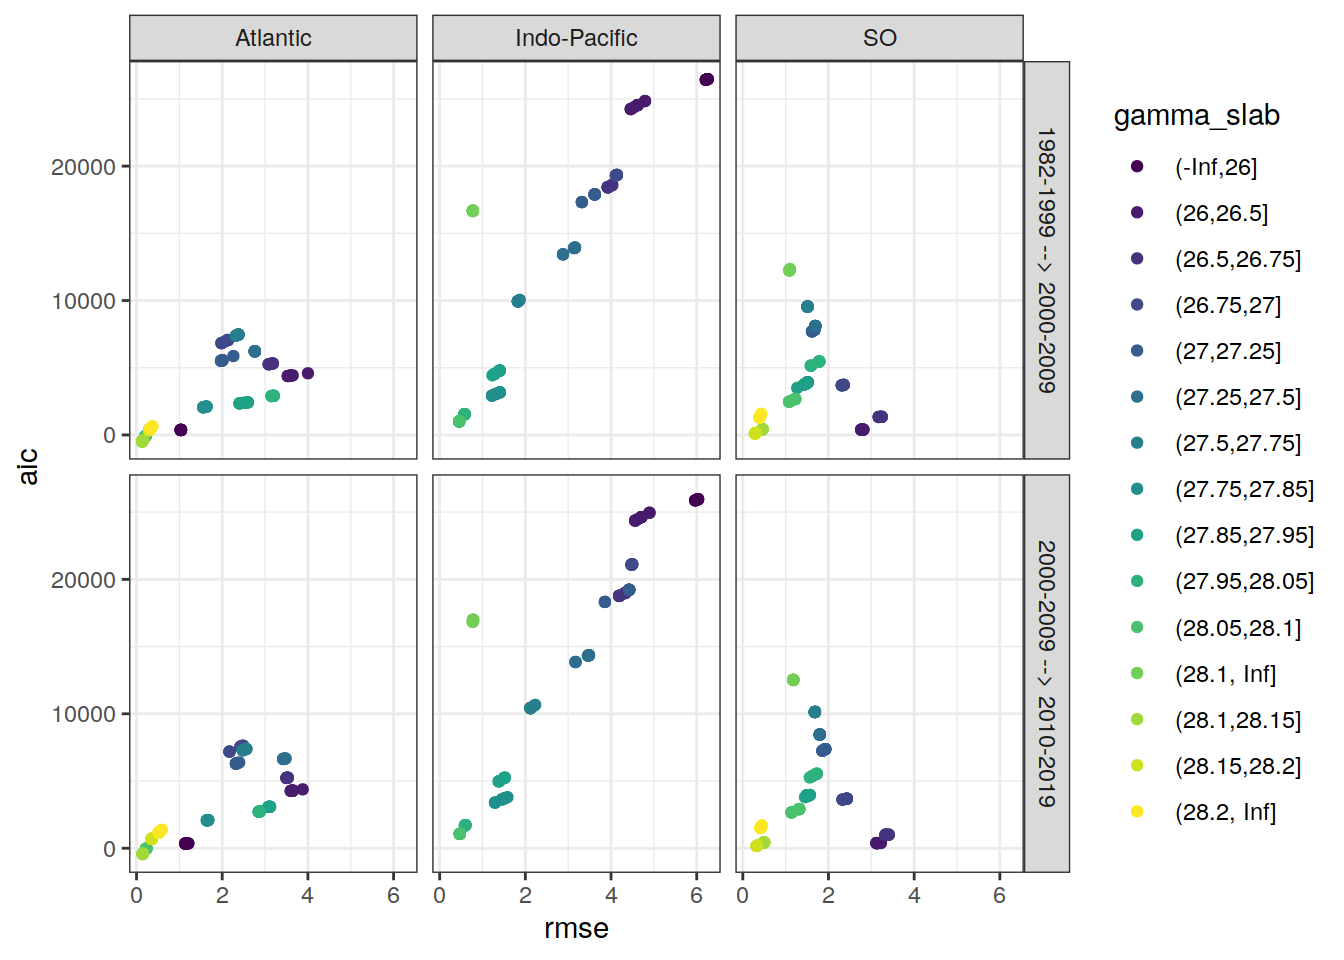 Atlantic
Indo-Pacific
SO
aic
20000
10000
0
1982-1999 --> 2000-2009
20000
10000
0
2000-2009 --> 2010-2019
0 2 4 6
0 2 4 6
0 2 4 6
rmse
gamma_slab
(-Inf,26]
(26,26.5]
(26.5,26.75]
(26.75,27]
(27,27.25]
(27.25,27.5]
(27.5,27.75]
(27.75,27.85]
(27.85,27.95]
(27.95,28.05]
(28.05,28.1]
(28.1, Inf]
(28.1,28.15]
(28.15,28.2]
(28.2, Inf]